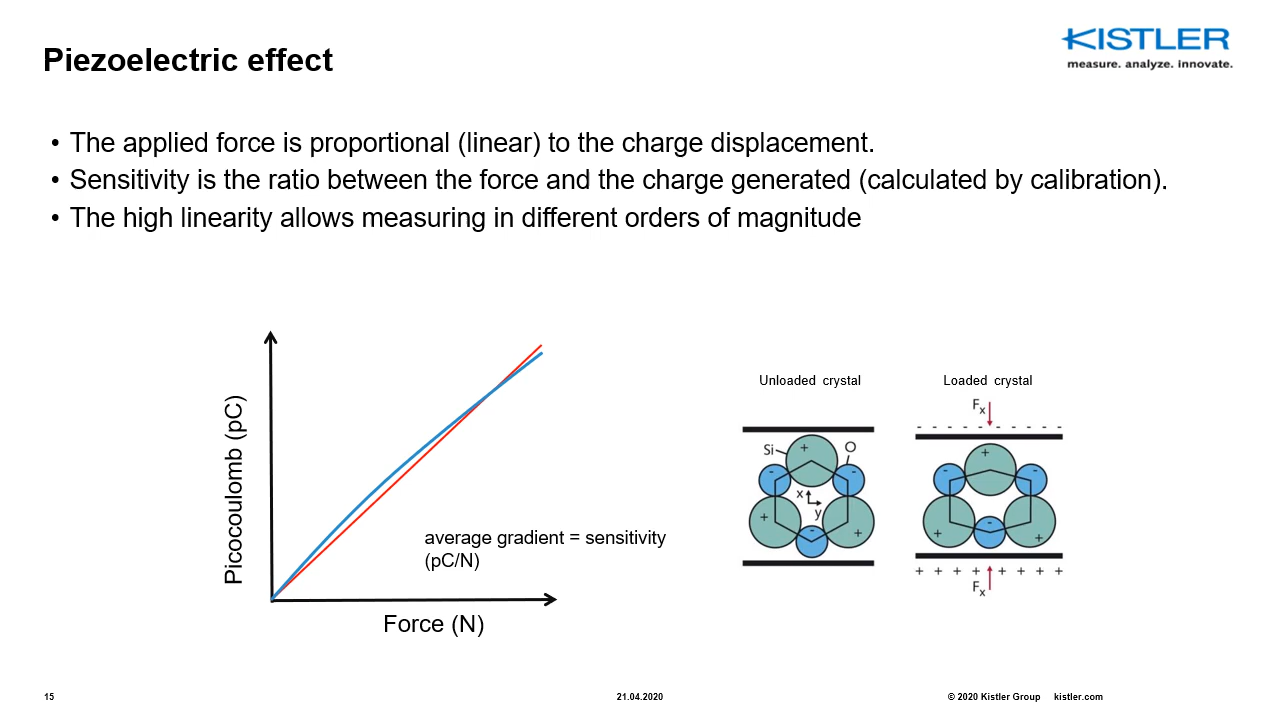 Piezoelectric effect
KISTLER
measure. analyze. innovate.
• The applied force is proportional (linear) to the charge displacement.
• Sensitivity is the ratio between the force and the charge generated (calculated by calibration).
• The high linearity allows measuring in different orders of magnitude
Picocoulomb (pC)
average gradient = sensitivity
(pC/N)
Force (N)
Unloaded crystal
Si
O
+
-
-
x
y
+
+
-
Loaded crystal
Fx
- - - - - - - - - -
+
-
-
+
-
+
+ + + + + + + + +
Fx
15
21.04.2020
© 2020 Kistler Group kistler.com